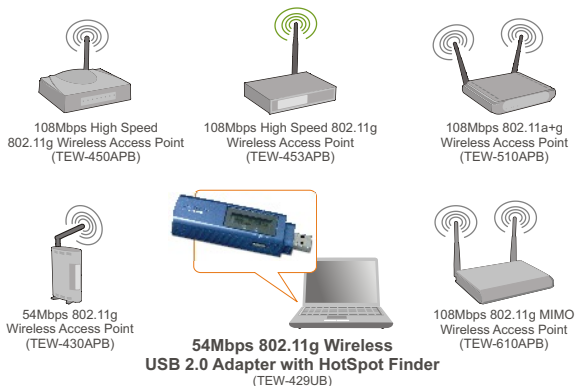 108Mbps High Speed
802.11g Wireless Access Point
(TEW-450APB)
108Mbps High Speed 802.11g
Wireless Access Point
(TEW-453APB)
108Mbps 802.11a+g
Wireless Access Point
(TEW-510APB)
54Mbps 802.11g
Wireless Access Point
(TEW-430APB)
54Mbps 802.11g Wireless
USB 2.0 Adapter with HotSpot Finder
(TEW-429UB)
108Mbps 802.11g MIMO
Wireless Access Point
(TEW-610APB)